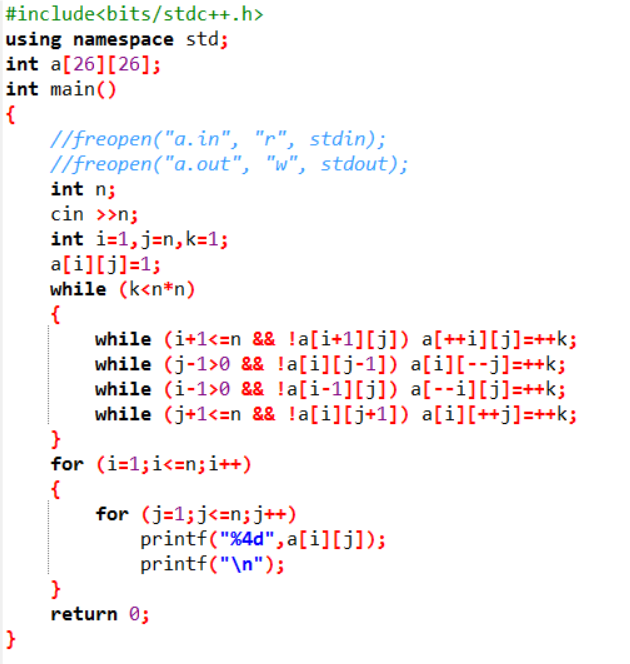 #include<bits/stdc++.h>
using namespace std;
int a[26][26];
int main()
{
    //freopen("a.in", "r", stdin);
    //freopen("a.out", "w", stdout);
    int n;
    cin >>n;
    int i=1,j=n,k=1;
    a[i][j]=1;
    while (k<n*n)
    {
        while (i+1<=n && !a[i+1][j]) a[++i][j]=++k;
        while (j-1>0 && !a[i][j-1]) a[i][--j]=++k;
        while (i-1>0 && !a[i-1][j]) a[--i][j]=++k;
        while (j+1<=n && !a[i][j+1]) a[i][++j]=++k;
    }
    for (i=1;i<=n;i++)
    {
        for (j=1;j<=n;j++)
            printf("%4d",a[i][j]);
            printf("\n");
    }
    return 0;
}